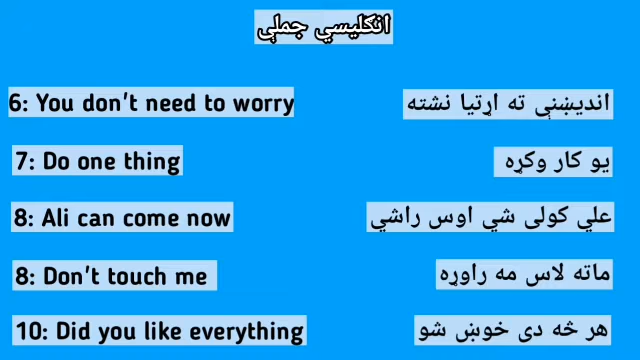 انګلیسي جملې
6: You don't need to worry
اندیښنې ته اړتیا نشته
7: Do one thing
یو کار وکړه
8: Ali can come now
علي کولی شي اوس راشي
8: Don't touch me
ماته لاس مه راوړه
10: Did you like everything
هر څه دی خوښ شو